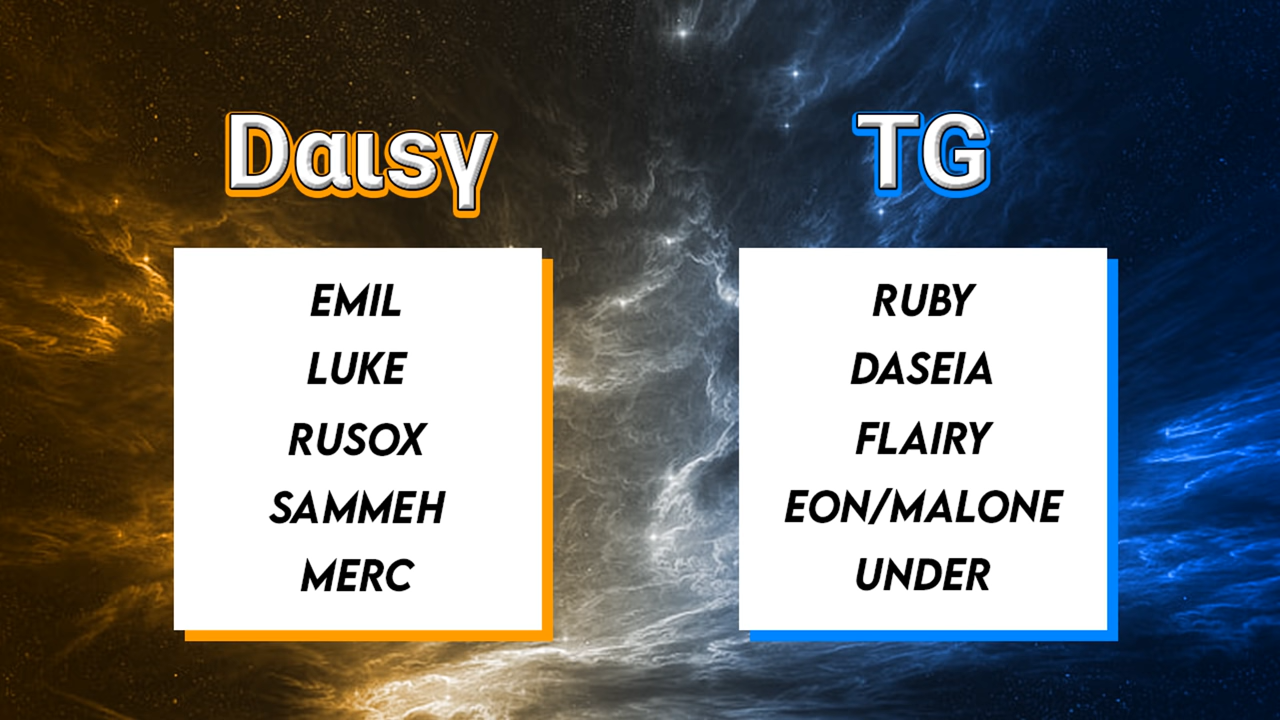 Daisy
EMIL
LUKE
RUSOX
SAMMEH
MERC
TG
RUBY
DASEIA
FLAIRY
EON/MALONE
UNDER